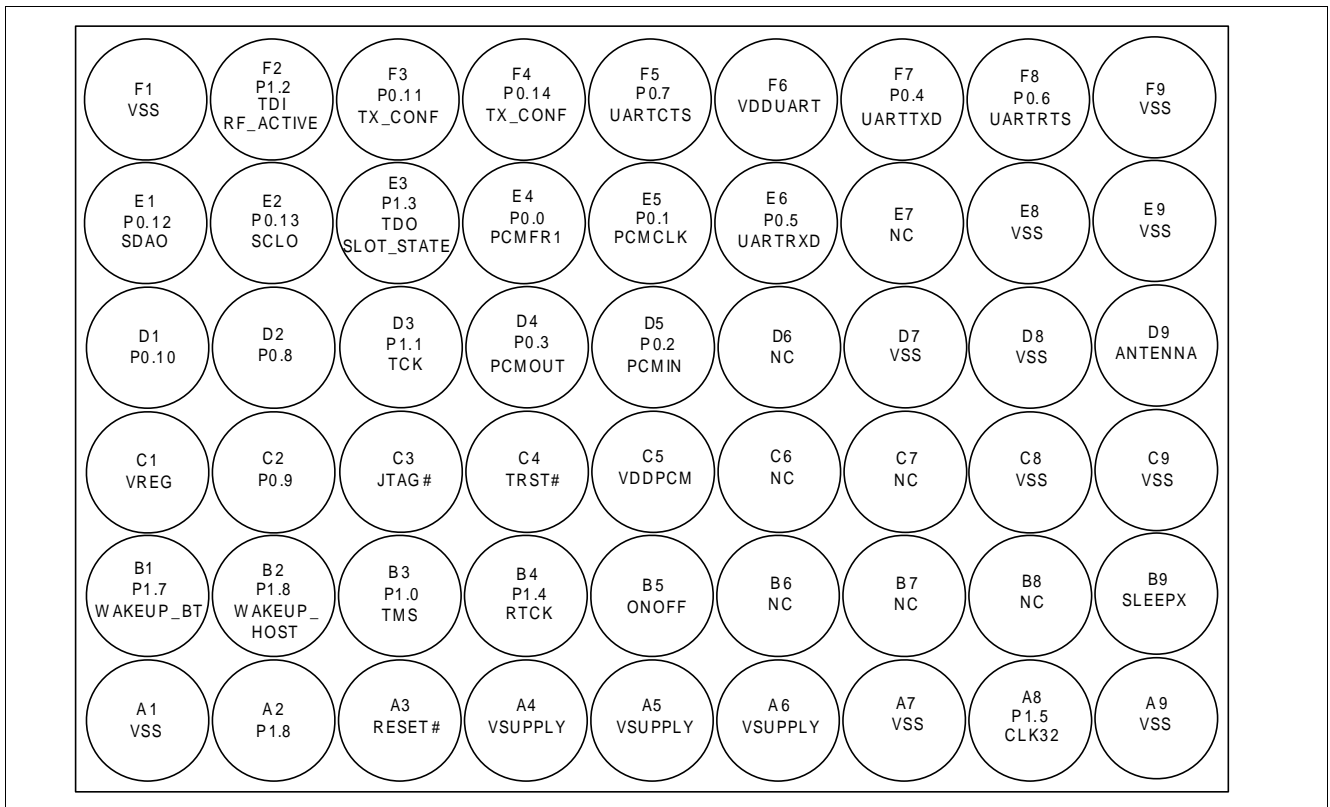 F1
VSS
F2
P1.2
TDI
RF_ACTIVE
F3
P0.11
TX_CONF
F4
P0.14
TX_CONF
F5
P0.7
UARTCTS
F6
VDDUART
F7
P0.4
UARTTXD
F8
P0.6
UARTRTS
F9
VSS
E1
P0.12
SDAO
E2
P0.13
SCLO
E3
P1.3
TDO
SLOT_STATE
E4
P0.0
PCMFR1
E5
P0.1
PCMCLK
E6
P0.5
UARTRXD
E7
NC
E8
VSS
E9
VSS
D1
P0.10
D2
P0.8
D3
P1.1
TCK
D4
P0.3
PCMOUT
D5
P0.2
PCMIN
D6
NC
D7
VSS
D8
VSS
D9
ANTENNA
C1
VREG
C2
P0.9
C3
JTAG#
C4
TRST#
C5
VDDPCM
C6
NC
C7
NC
C8
VSS
C9
VSS
B1
P1.7
WAKEUP_BT
B2
P1.8
WAKEUP_
HOST
B3
P1.0
TMS
B4
P1.4
RTCK
B5
ONOFF
B6
NC
B7
NC
B8
NC
B9
SLEEPX
A1
VSS
A2
P1.8
A3
RESET#
A4
VSUPPLY
A5
VSUPPLY
A6
VSUPPLY
A7
VSS
A8
P1.5
CLK32
A9
VSS